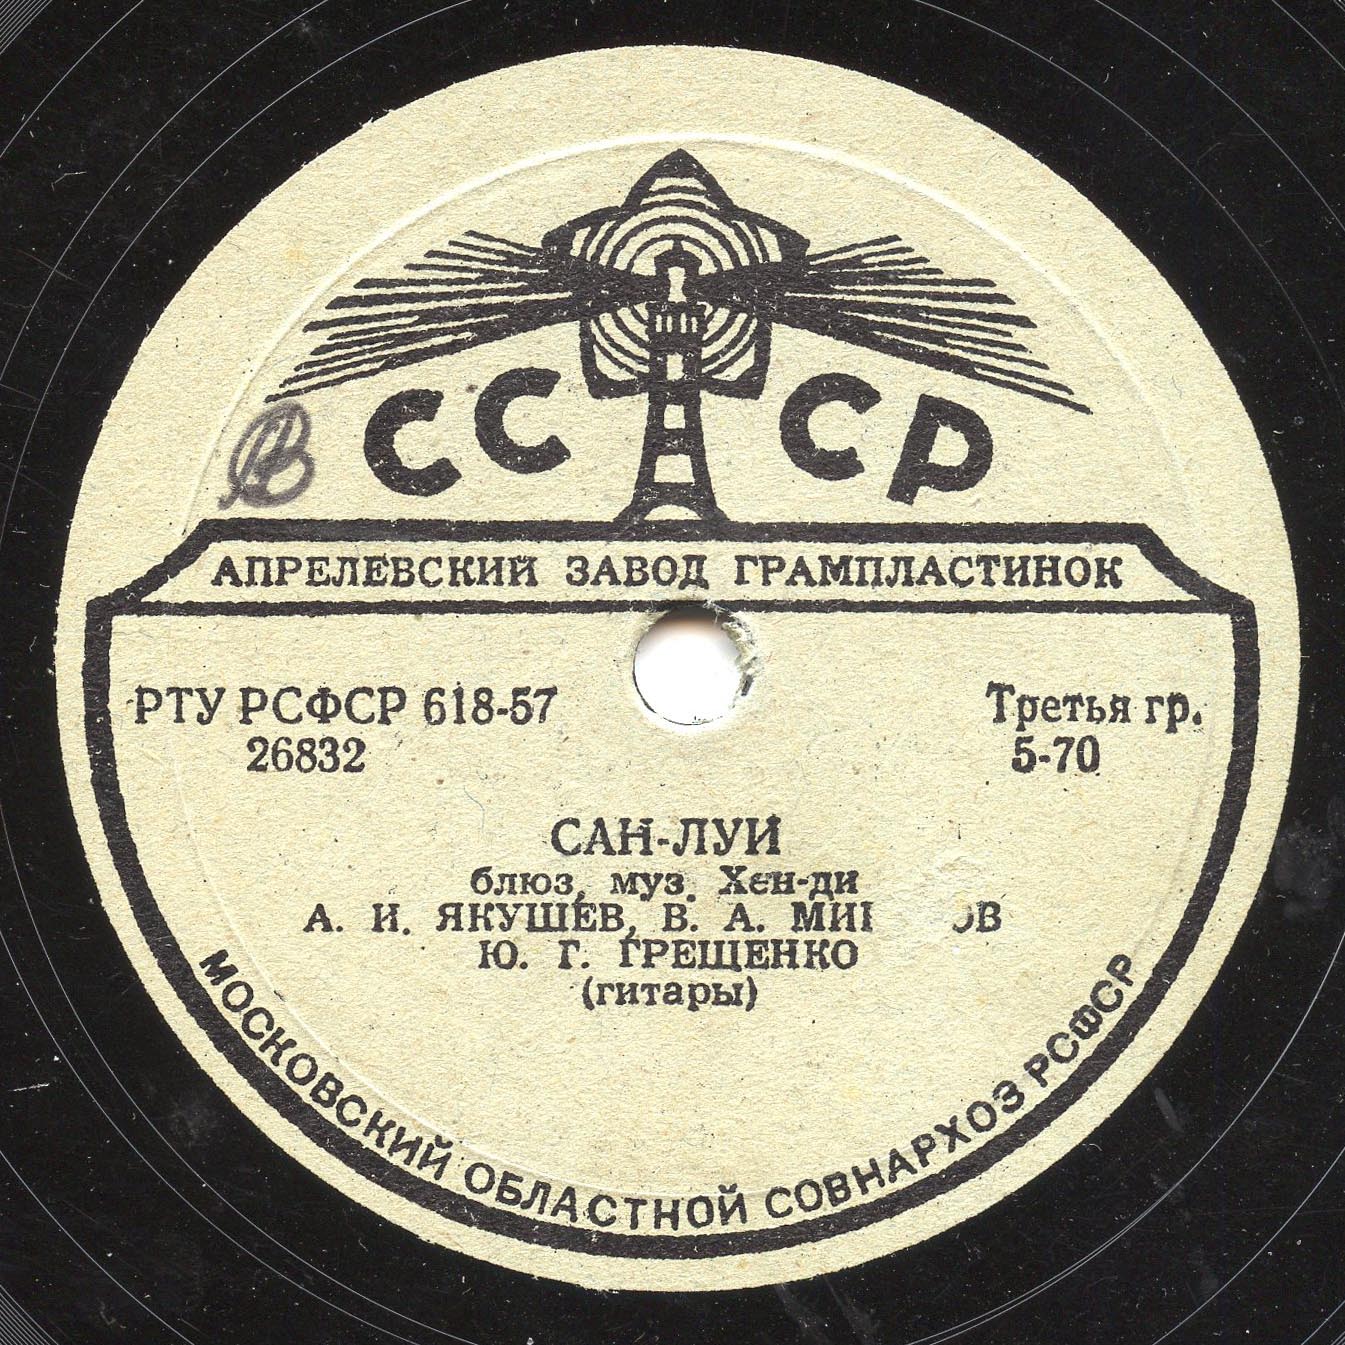 СССР
АПРЕЛЕВСКИЙ ЗАВОД ГРАМПЛАСТИНОК
РТУ РСФСР 618-57
26832
Третья гр.
5-70
САН-ЛУИ
блюз, муз. Хен-ди
А. И. ЯКУШЕВ, В. А.
Ю. Г. ГРЕЩЕНКО
(гитары)
МОСКОВСКИЙ ОБЛАСТНОЙ СОВНАРХОЗ РСФСР